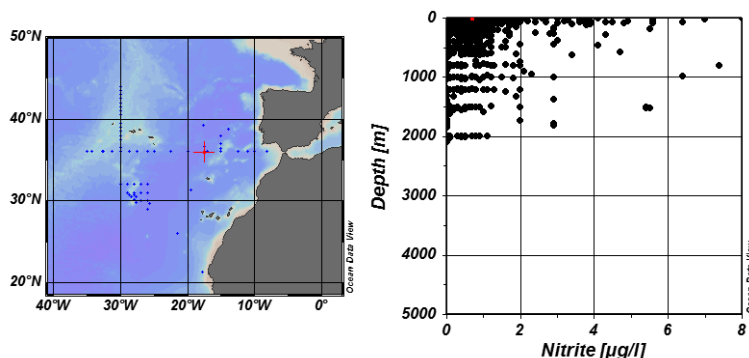 50°N
40°N
30°N
20°N
40°W 30°W 20°W 10°W 0°
Ocean Data View
Depth [m]
0
1000
2000
3000
4000
5000
0 2 4 6 8
Nitrite [µg/l]